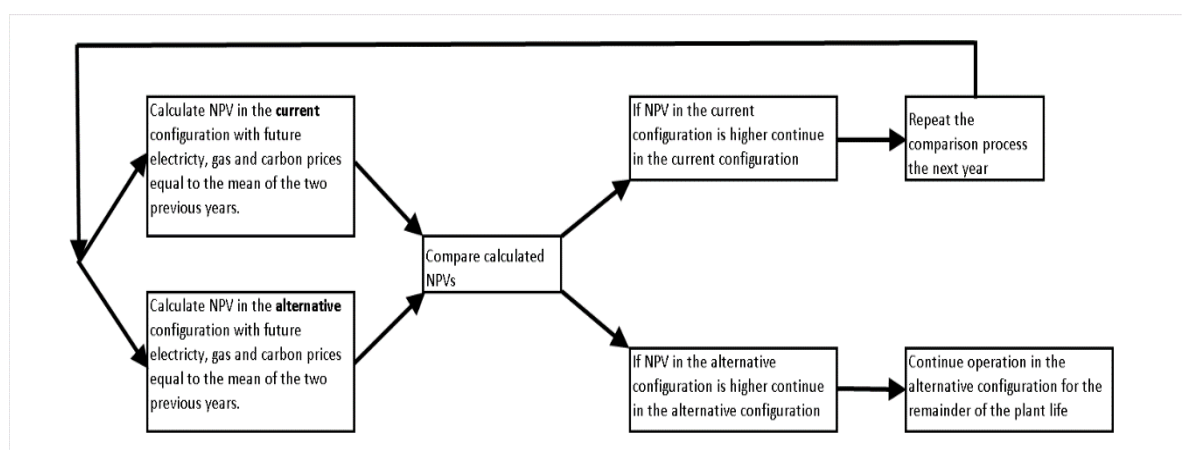 Calculate NPV in the current
configuration with future
electricty, gas and carbon prices
equal to the mean of the two
previous years.
Calculate NPV in the alternative
configuration with future
electricty, gas and carbon prices
equal to the mean of the two
previous years.
Compare calculated
NPVs
If NPV in the current
configuration is higher continue
in the current configuration
Repeat the
comparison process
the next year
If NPV in the alternative
configuration is higher continue
in the alternative configuration
Continue operation in the
alternative configuration for the
remainder of the plant life